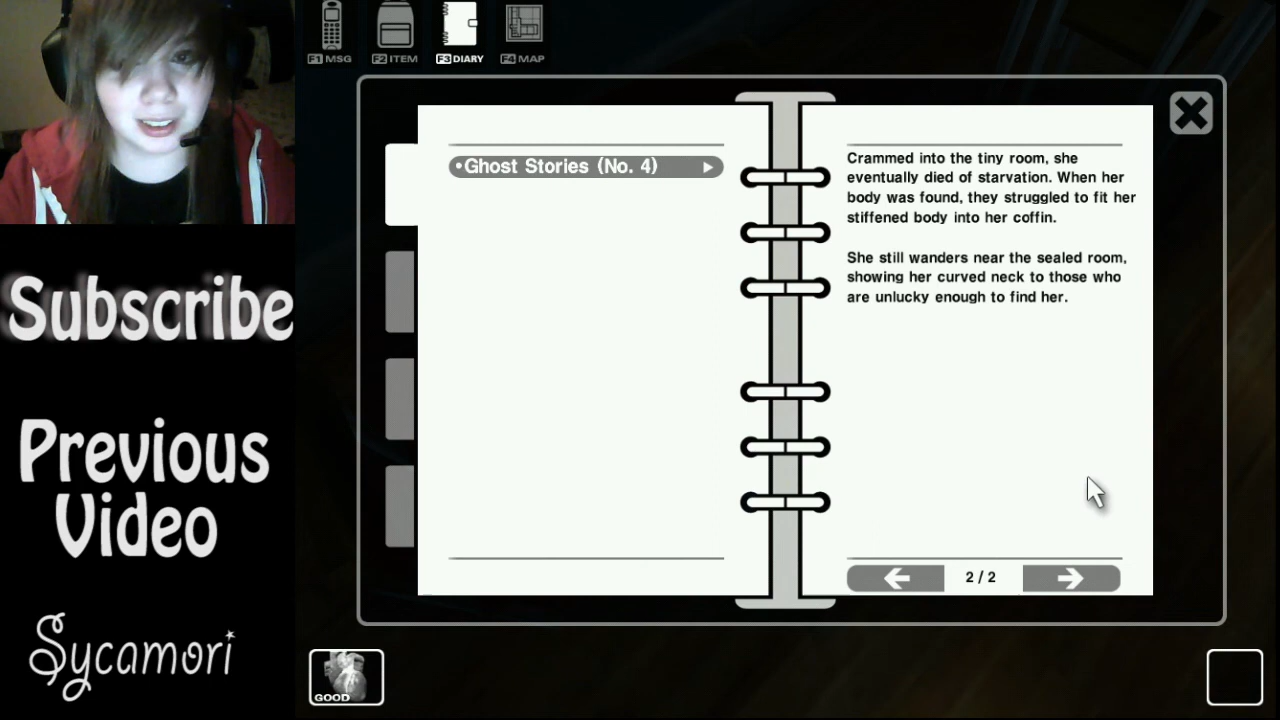 F1 MSG
F2 ITEM
F3 DIARY
F4 MAP
•Ghost Stories (No. 4)
Crammed into the tiny room, she
eventually died of starvation. When her
body was found, they struggled to fit her
stiffened body into her coffin.
She still wanders near the sealed room,
showing her curved neck to those who
are unlucky enough to find her.
2 / 2
Subscribe
Previous
Video
Sycamori
GOOD